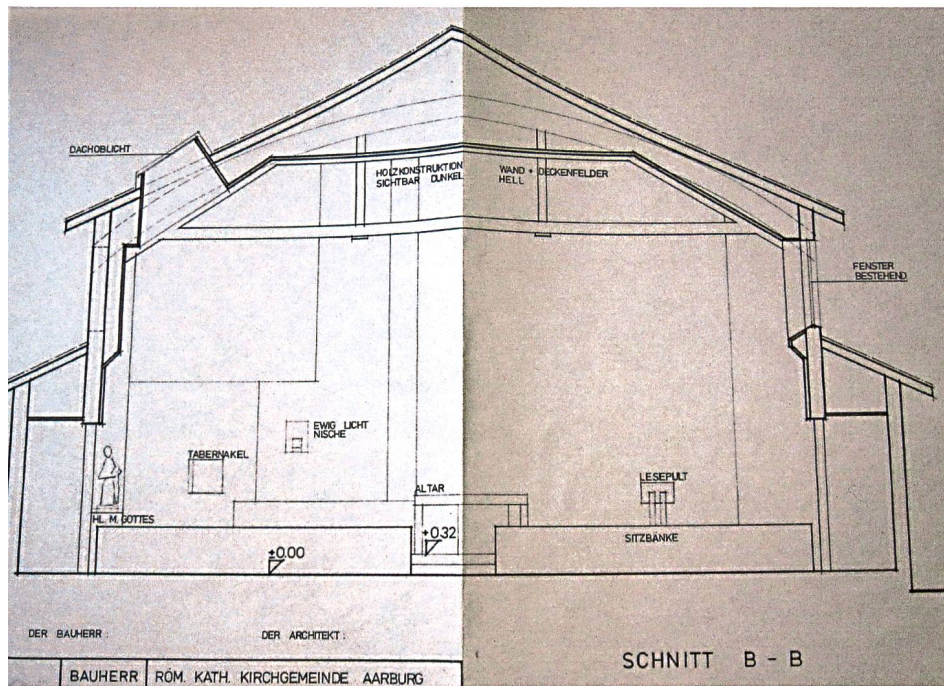 DACHOBLICHT
HOLZKONSTRUKTION
SICHTBAR DUNKEL
WAND + DECKENFELDER
HELL
FENSTER
BESTEHEND
EWIG LICHT
NISCHE
TABERNAKEL
ALTAR
LESEPULT
HL. M. GOTTES
±0.00
+0.32
SITZBÄNKE
DER BAUHERR :
DER ARCHITEKT :
SCHNITT B - B
BAUHERR RÖM. KATH. KIRCHGEMEINDE AARBURG